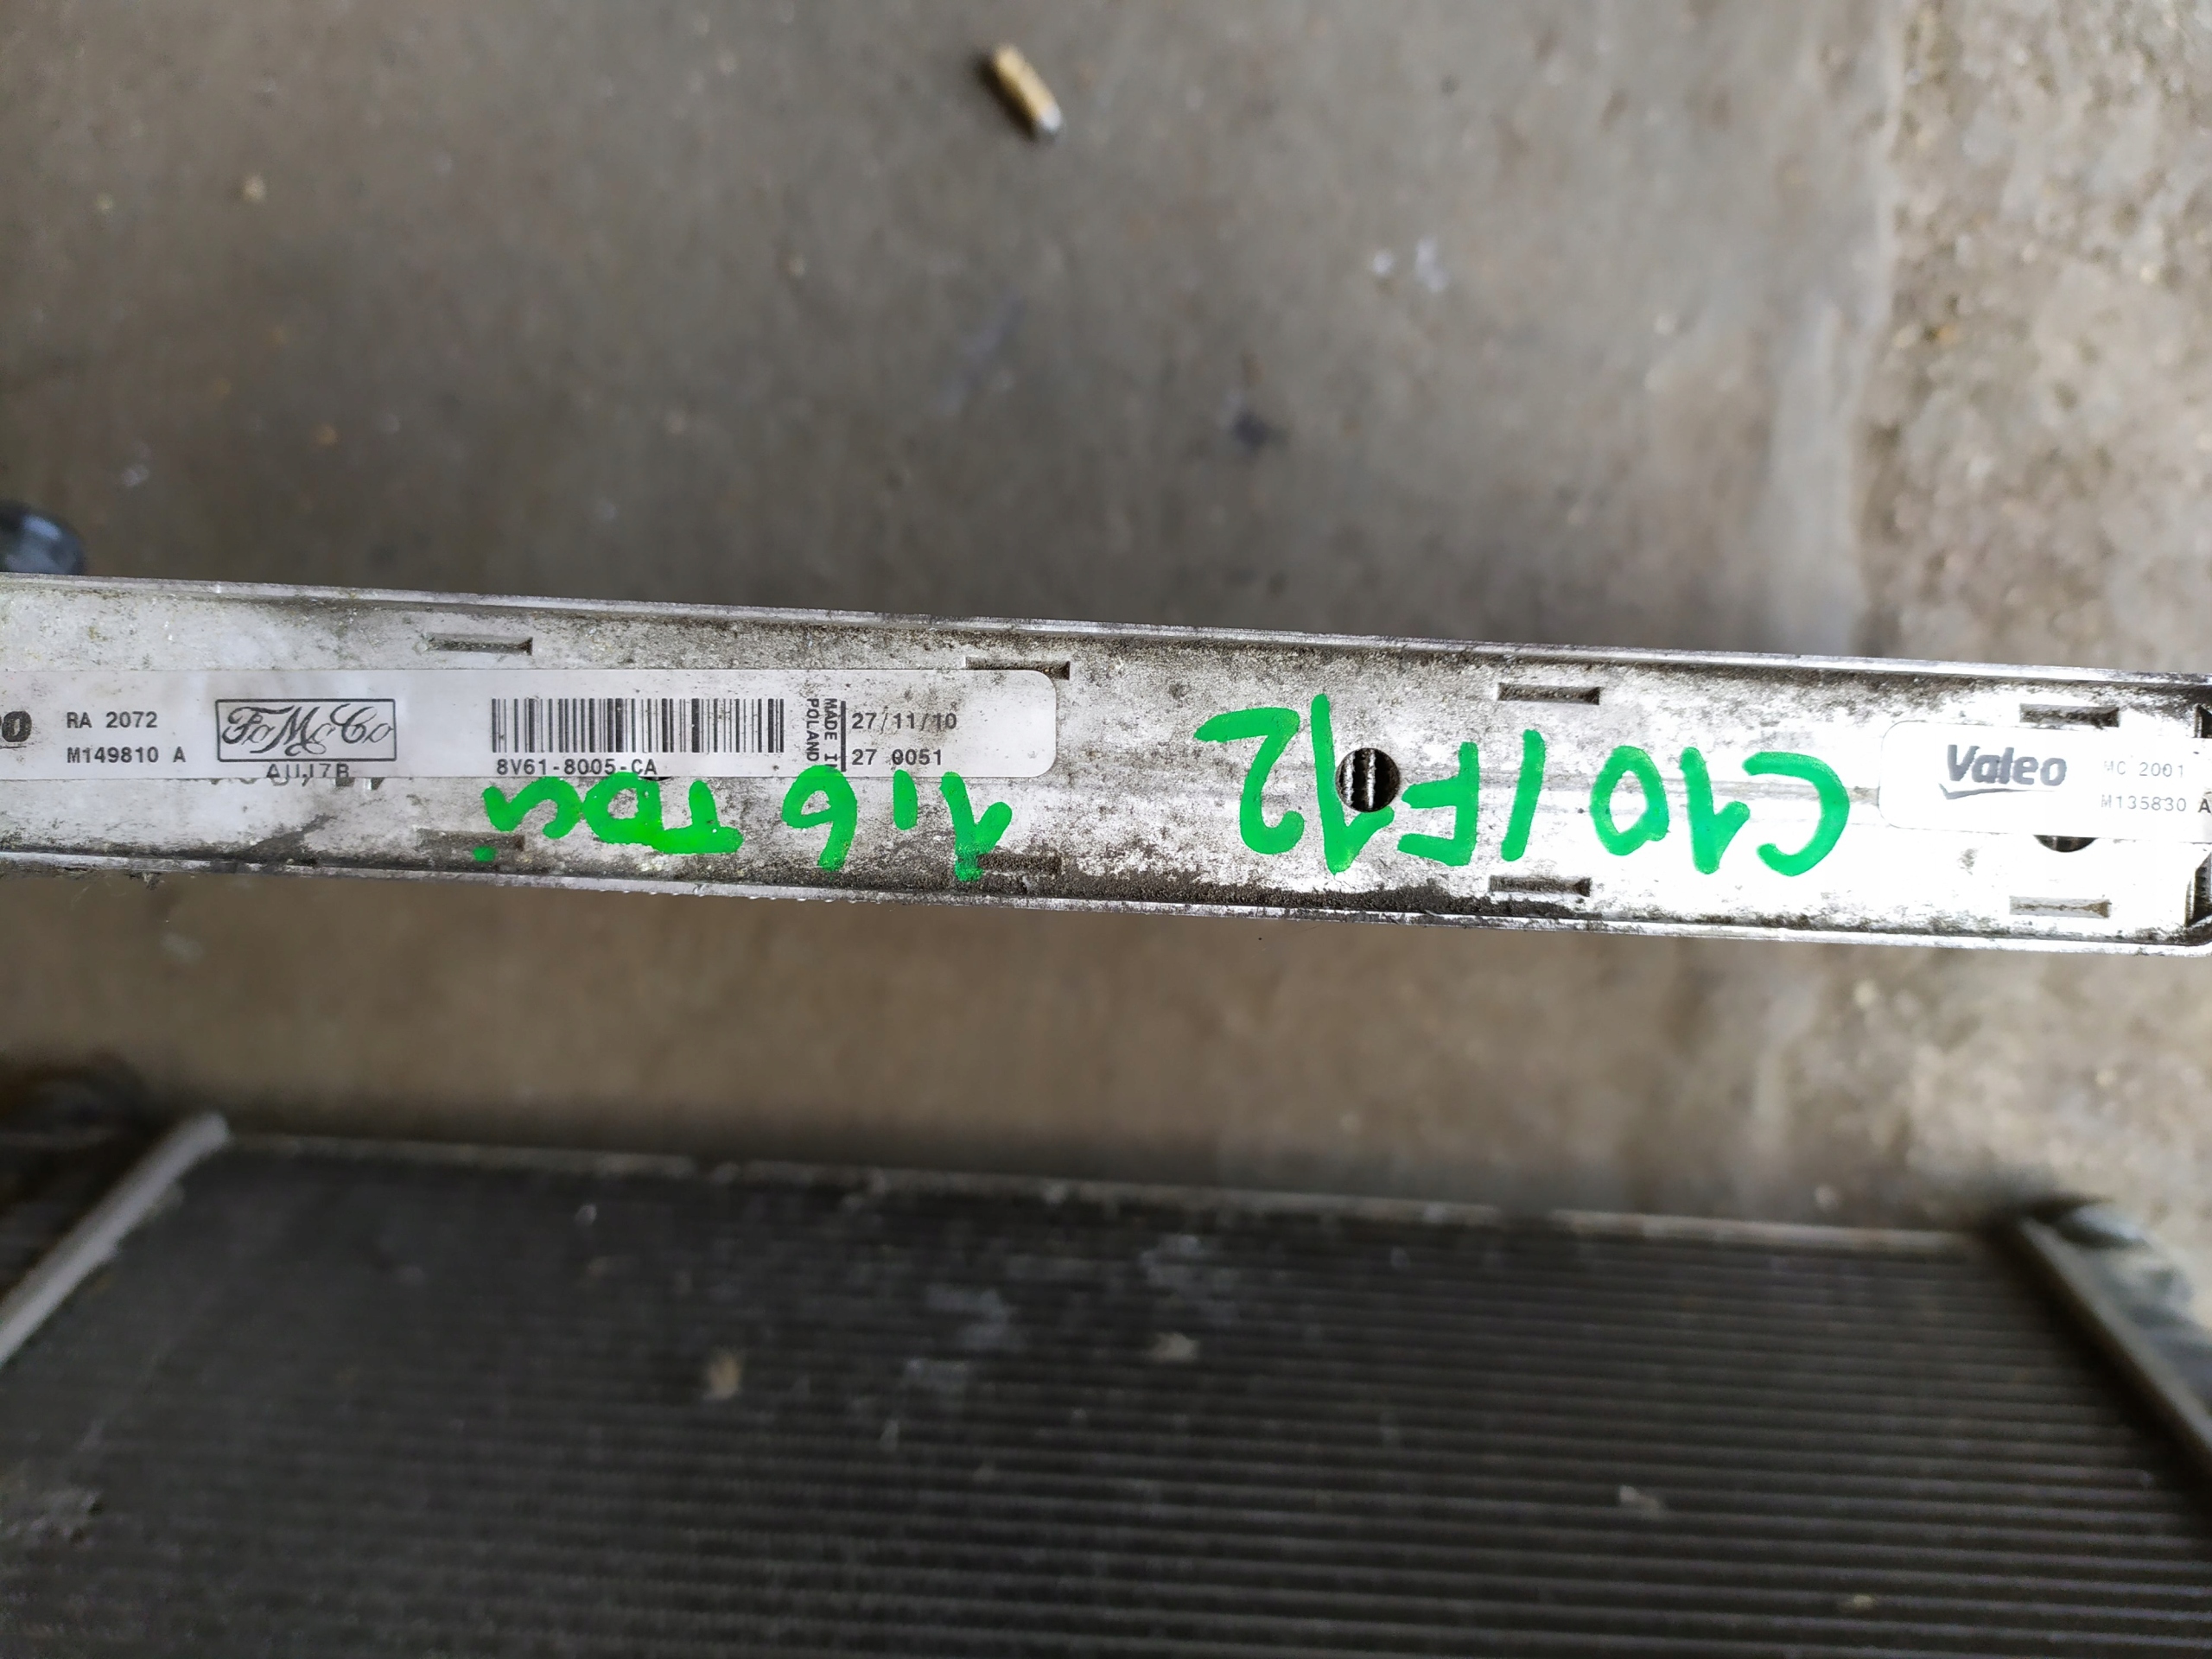 RA 2072
M149810 A
FoMoCo
8V61-8005-CA
MADE IN
POLAND
27/11/10
27 0051
Valeo
MC 2001
M135830 A
C10/F12
1,6 TDCi